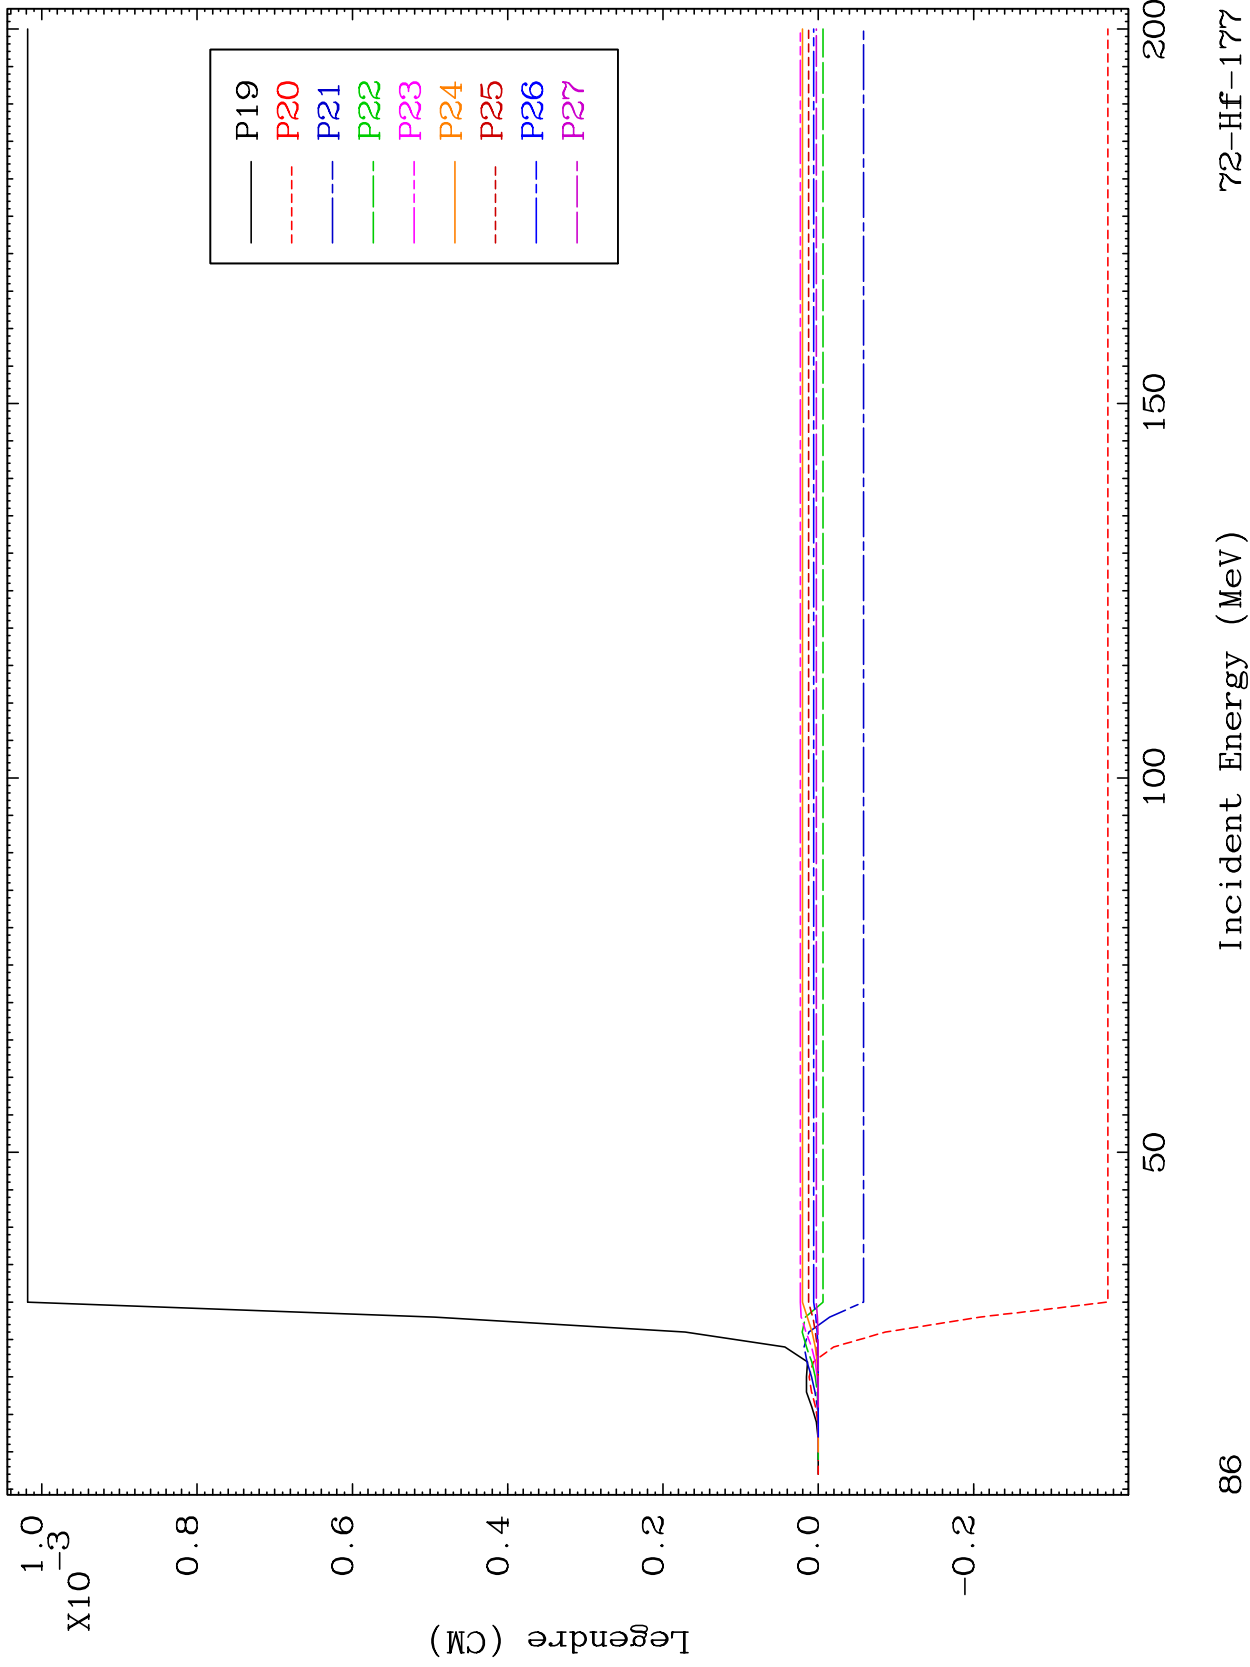 1.0
X10
-3
0.8
0.6
0.4
0.2
0.0
-0.2
Legendre (CM)
P19
P20
P21
P22
P23
P24
P25
P26
P27
50
100
150
200
Incident Energy (MeV)
86
72-Hf-177